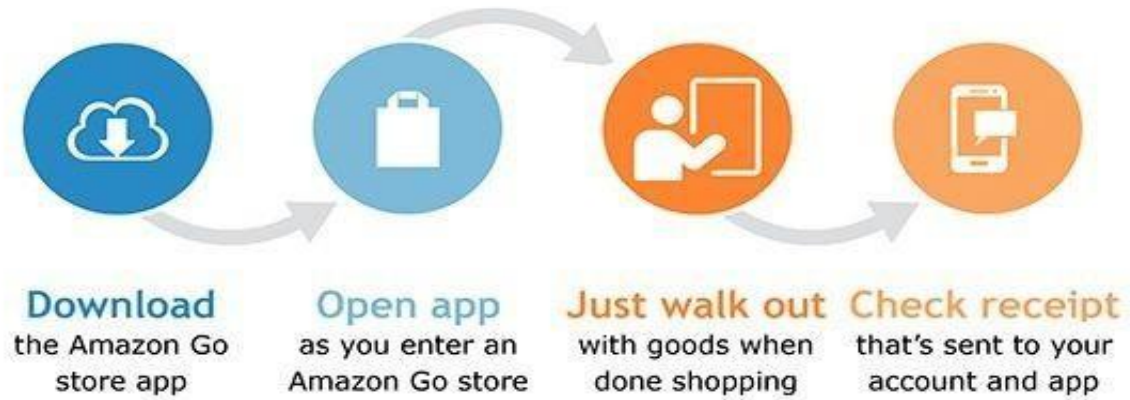 Download
the Amazon Go
store app
Open app
as you enter an
Amazon Go store
Just walk out
with goods when
done shopping
Check receipt
that's sent to your
account and app